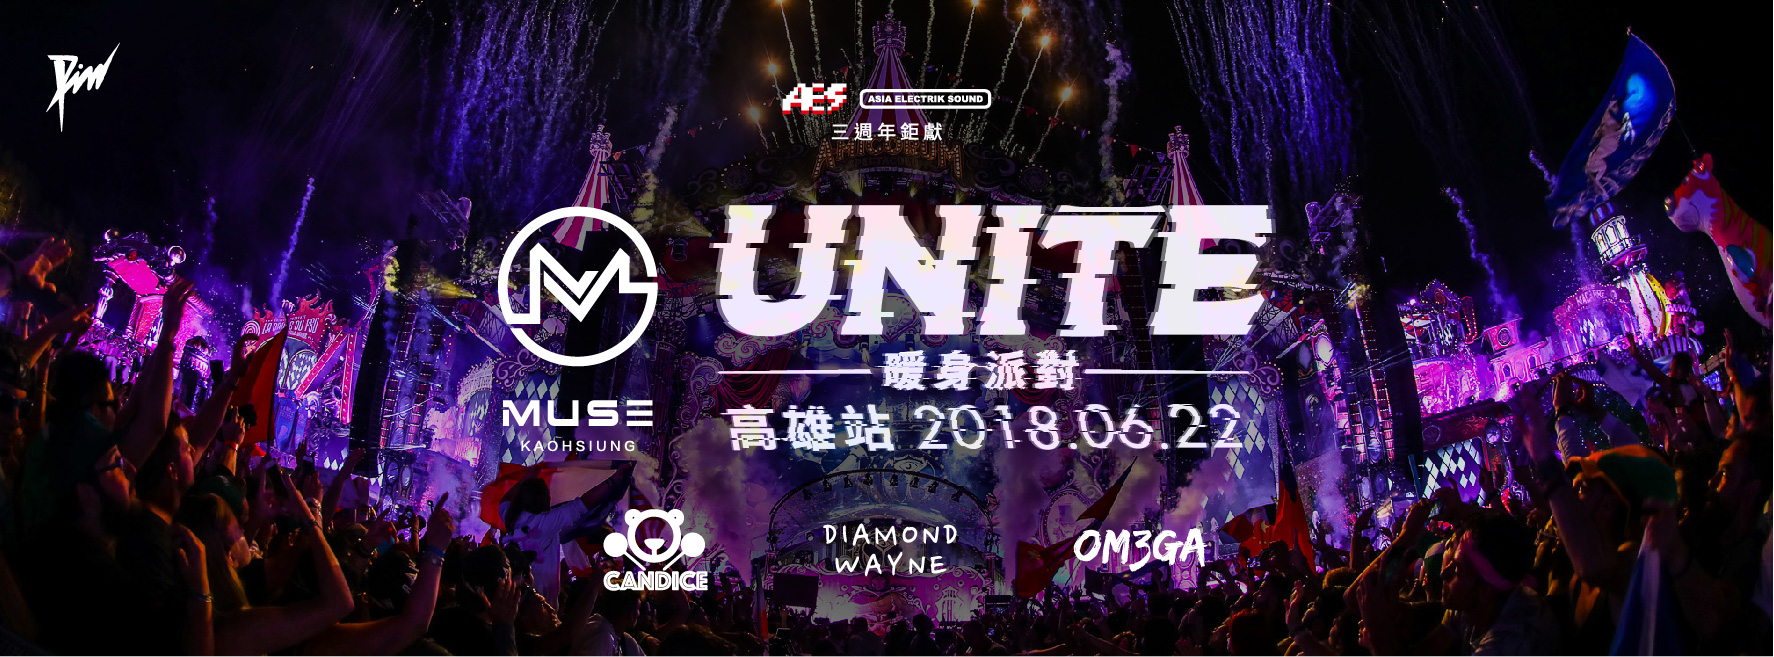 AES ASIA ELECTRIK SOUND
三週年鉅獻
AMICORUM
UNITE
暖身派對
MUSE
KAOHSIUNG
高雄站 2018.06.22
CANDICE
DIAMOND
WAYNE
OM3GA